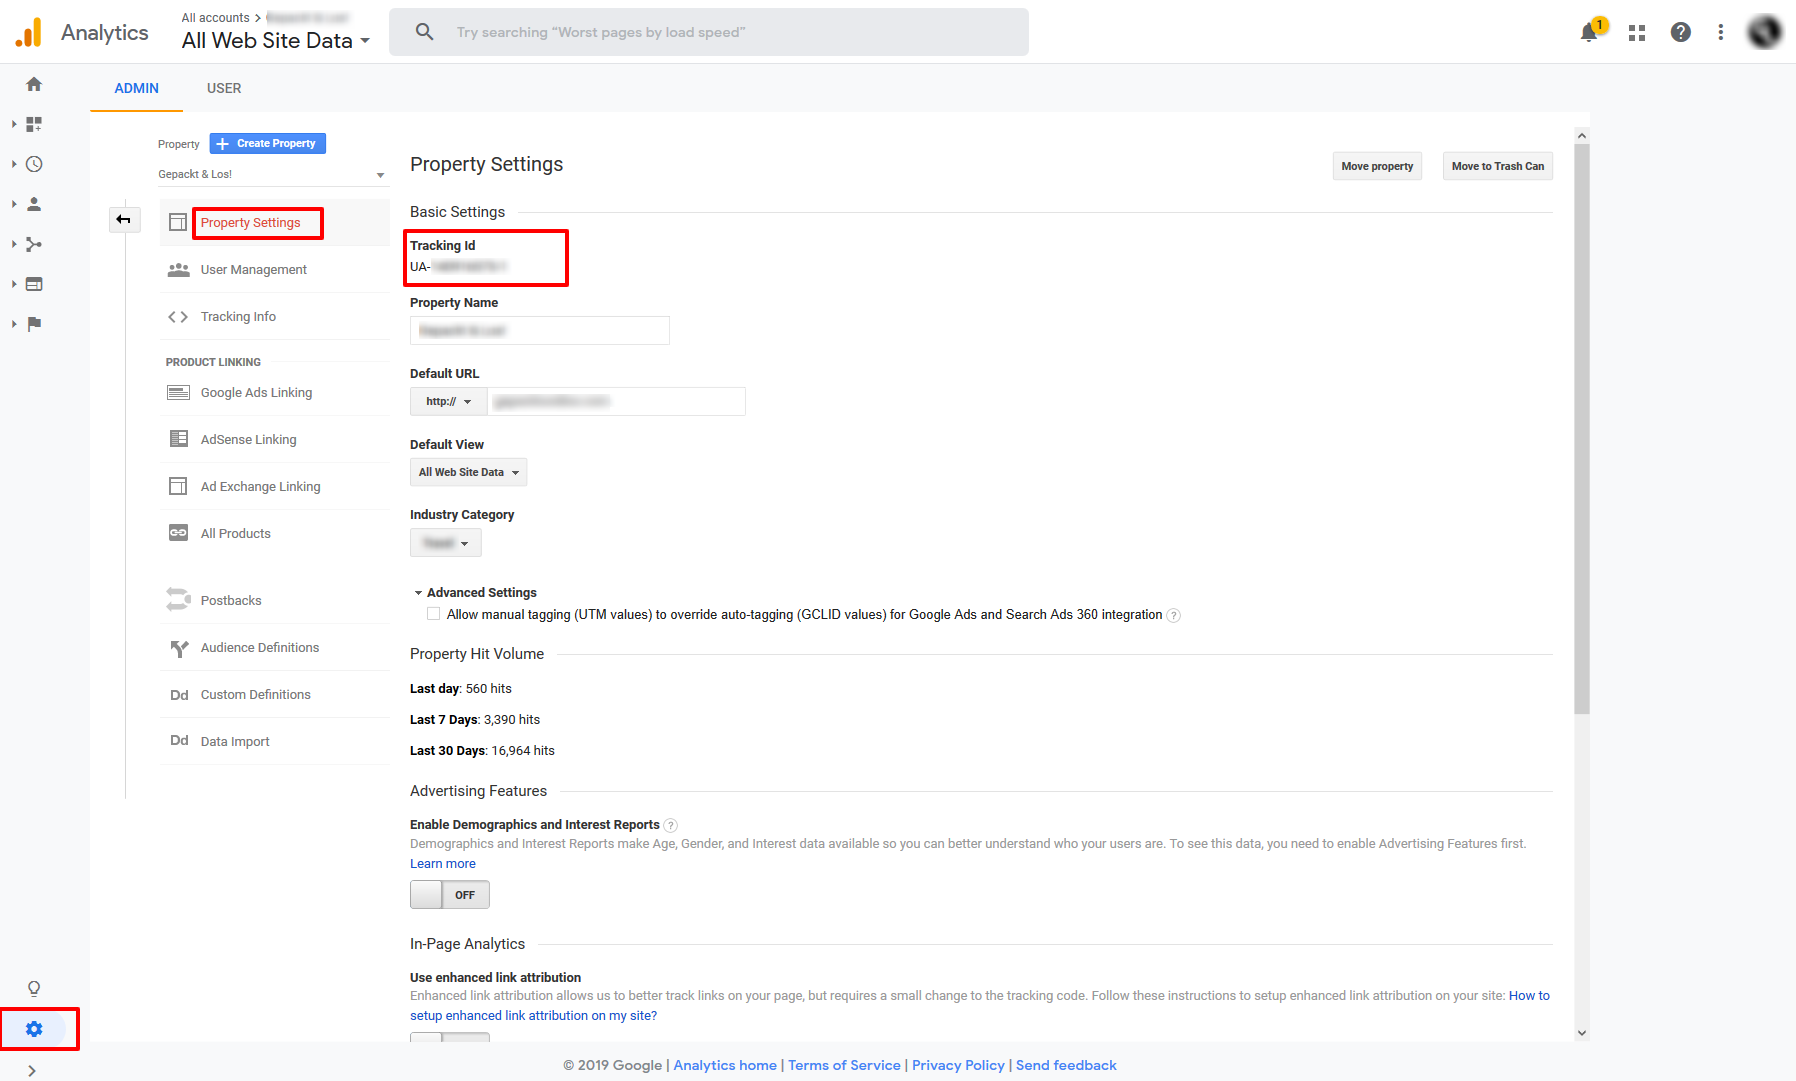 Analytics
All accounts >
All Web Site Data
Try searching “Worst pages by load speed”
1
ADMIN
USER
Property
Create Property
Gepackt & Los!
Property Settings
User Management
Tracking Info
PRODUCT LINKING
Google Ads Linking
AdSense Linking
Ad Exchange Linking
All Products
Postbacks
Audience Definitions
Dd Custom Definitions
Dd Data Import
Property Settings
Move property
Move to Trash Can
Basic Settings
Tracking Id
UA-
Property Name
Default URL
http://
Default View
All Web Site Data
Industry Category
Advanced Settings
Allow manual tagging (UTM values) to override auto-tagging (GCLID values) for Google Ads and Search Ads 360 integration ?
Property Hit Volume
Last day: 560 hits
Last 7 Days: 3,390 hits
Last 30 Days: 16,964 hits
Advertising Features
Enable Demographics and Interest Reports ?
Demographics and Interest Reports make Age, Gender, and Interest data available so you can better understand who your users are. To see this data, you need to enable Advertising Features first.
Learn more
OFF
In-Page Analytics
Use enhanced link attribution
Enhanced link attribution allows us to better track links on your page, but requires a small change to the tracking code. Follow these instructions to setup enhanced link attribution on your site: How to
setup enhanced link attribution on my site?
© 2019 Google | Analytics home | Terms of Service | Privacy Policy | Send feedback